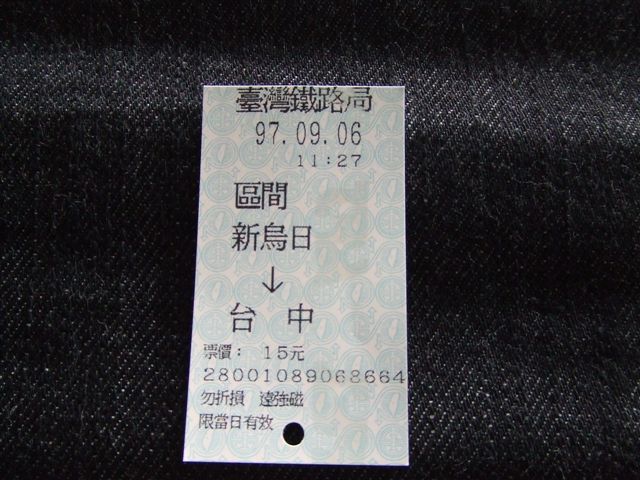 臺灣鐵路局
97.09.06
11:27
區間
新烏日
↓
台中
票價： 15元
28001089068664
勿折損 遠強磁
限當日有效